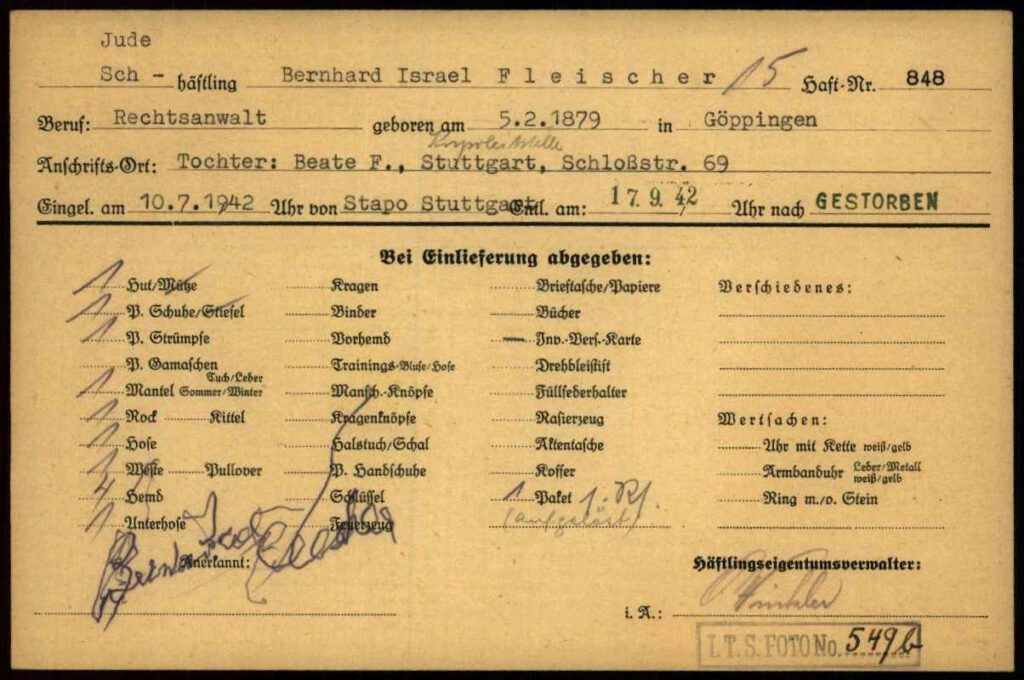 Jude
Sch - häftling Bernhard Israel Fleischer 15 Haft-Nr. 848
Beruf: Rechtsanwalt geboren am 5.2.1879 in Göppingen
Anschrifts-Ort: Tochter: Beate F., Stuttgart, Schloßstr. 69
Eingel. am 10.7.1942 Uhr von Stapo Stuttgart Entl. am: 17.9.42 Uhr nach GESTORBEN
Bei Einlieferung abgegeben:
1 Hut/Mütze Kragen Brieftasche/Papiere Verschiedenes:
1 P. Schuhe/Stiefel Binder Bücher
1 P. Strümpfe Vorhemd Inv.-Vers.-Karte
P. Gamaschen Trainings-Bluse/Hose Drehbleistift
1 Mantel Tuch/Leder Sommer/Winter Mansch.-Knöpfe Füllfederhalter
1 Rock Kittel Kragenknöpfe Rasierzeug Wertsachen:
1 Hose Halstuch/Schal Aktentasche Uhr mit Kette weiß/gelb
1 Weste Pullover P. Handschuhe Koffer Armbanduhr Leber/Metall weiß/gelb
4 Hemd Schlüssel 1 Paket Ring m./o. Stein
1 Unterhose Feuerzeug (aufgelöst)
Anerkannt: Häftlingseigentumsverwalter:
i. A.: Winkler
I.T.S. FOTO No. 549b